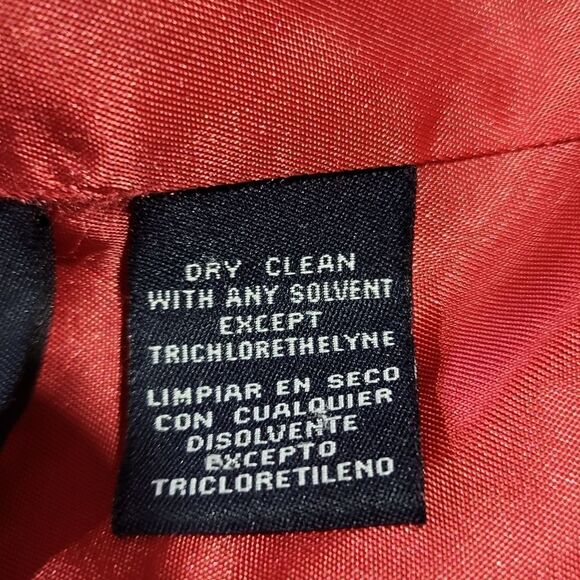 DRY CLEAN
WITH ANY SOLVENT
EXCEPT
TRICHLORETHELYNE
LIMPIAR EN SECO
CON CUALQUIER
DISOLVENTE
EXCEPTO
TRICLORETILENO